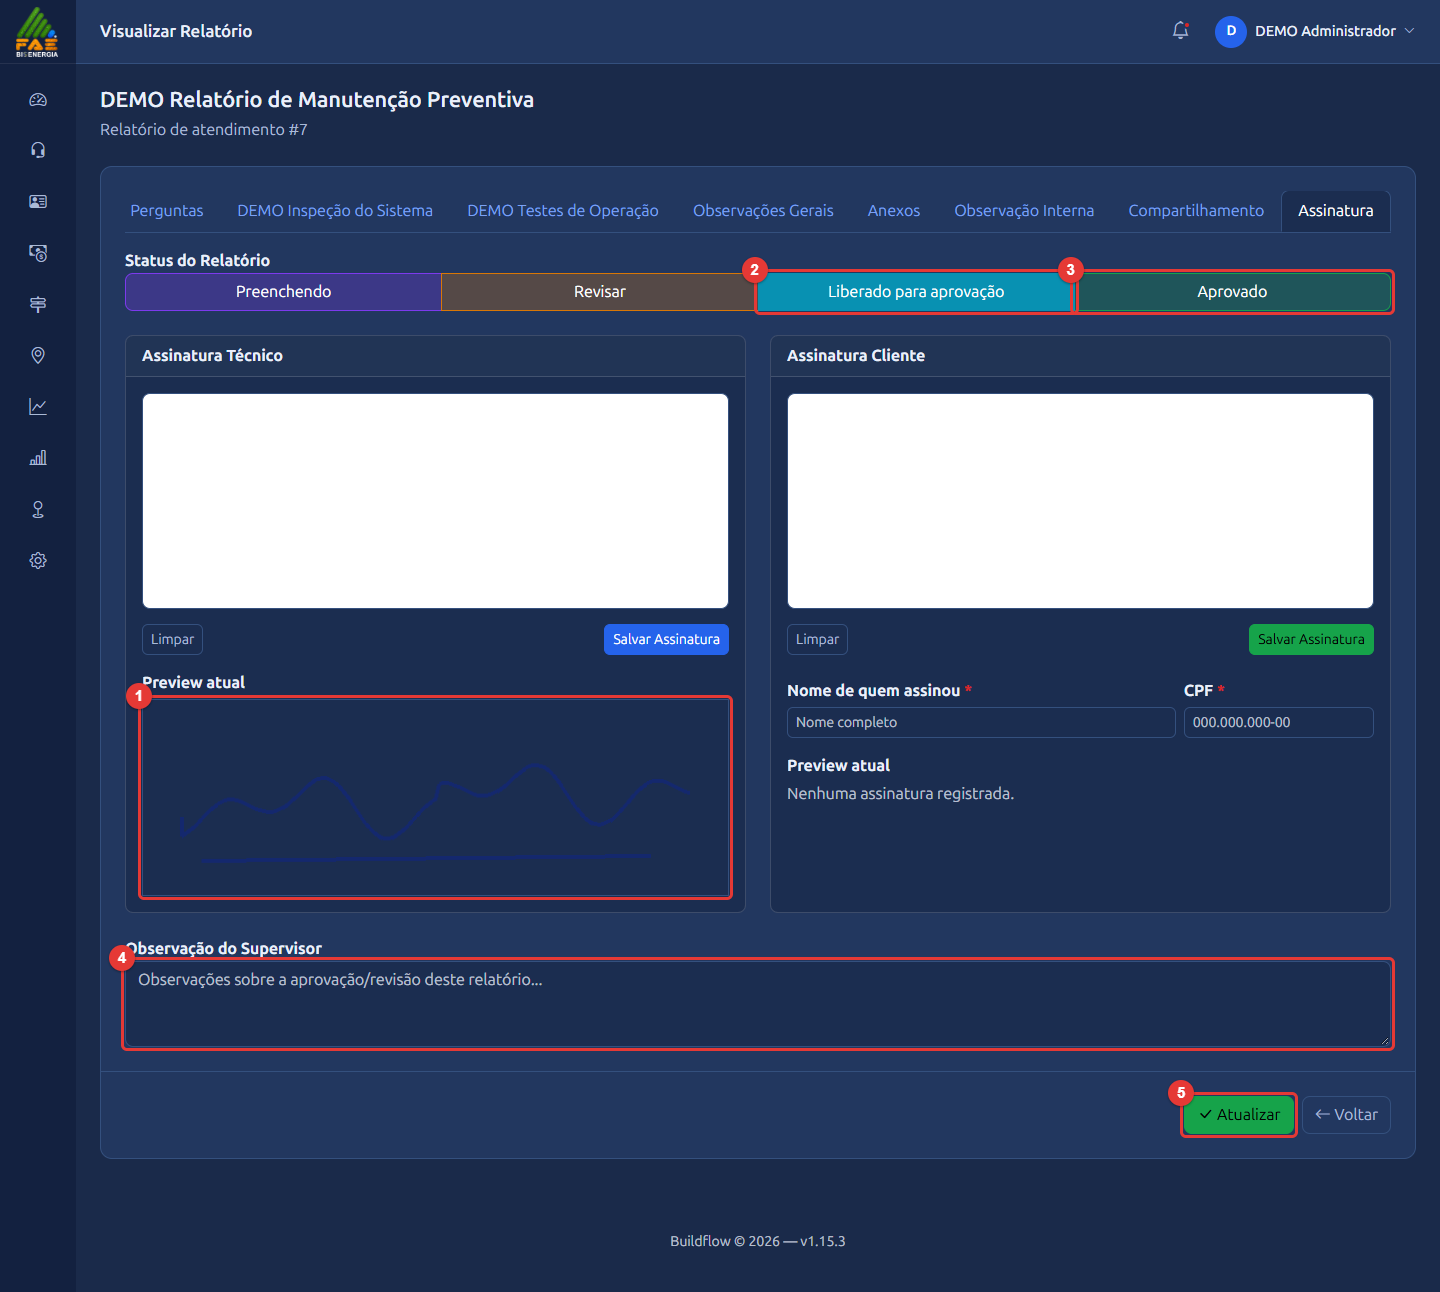 FAE
BIOENERGIA
Visualizar Relatório
D
DEMO Administrador
DEMO Relatório de Manutenção Preventiva
Relatório de atendimento #7
Perguntas
DEMO Inspeção do Sistema
DEMO Testes de Operação
Observações Gerais
Anexos
Observação Interna
Compartilhamento
Assinatura
Status do Relatório
Preenchendo
Revisar
2
Liberado para aprovação
3
Aprovado
Assinatura Técnico
Assinatura Cliente
Limpar
Salvar Assinatura
Limpar
Salvar Assinatura
Preview atual
1
Nome de quem assinou *
CPF *
Nome completo
000.000.000-00
Preview atual
Nenhuma assinatura registrada.
Observação do Supervisor
4
Observações sobre a aprovação/revisão deste relatório...
5
Atualizar
Voltar
Buildflow © 2026 — v1.15.3